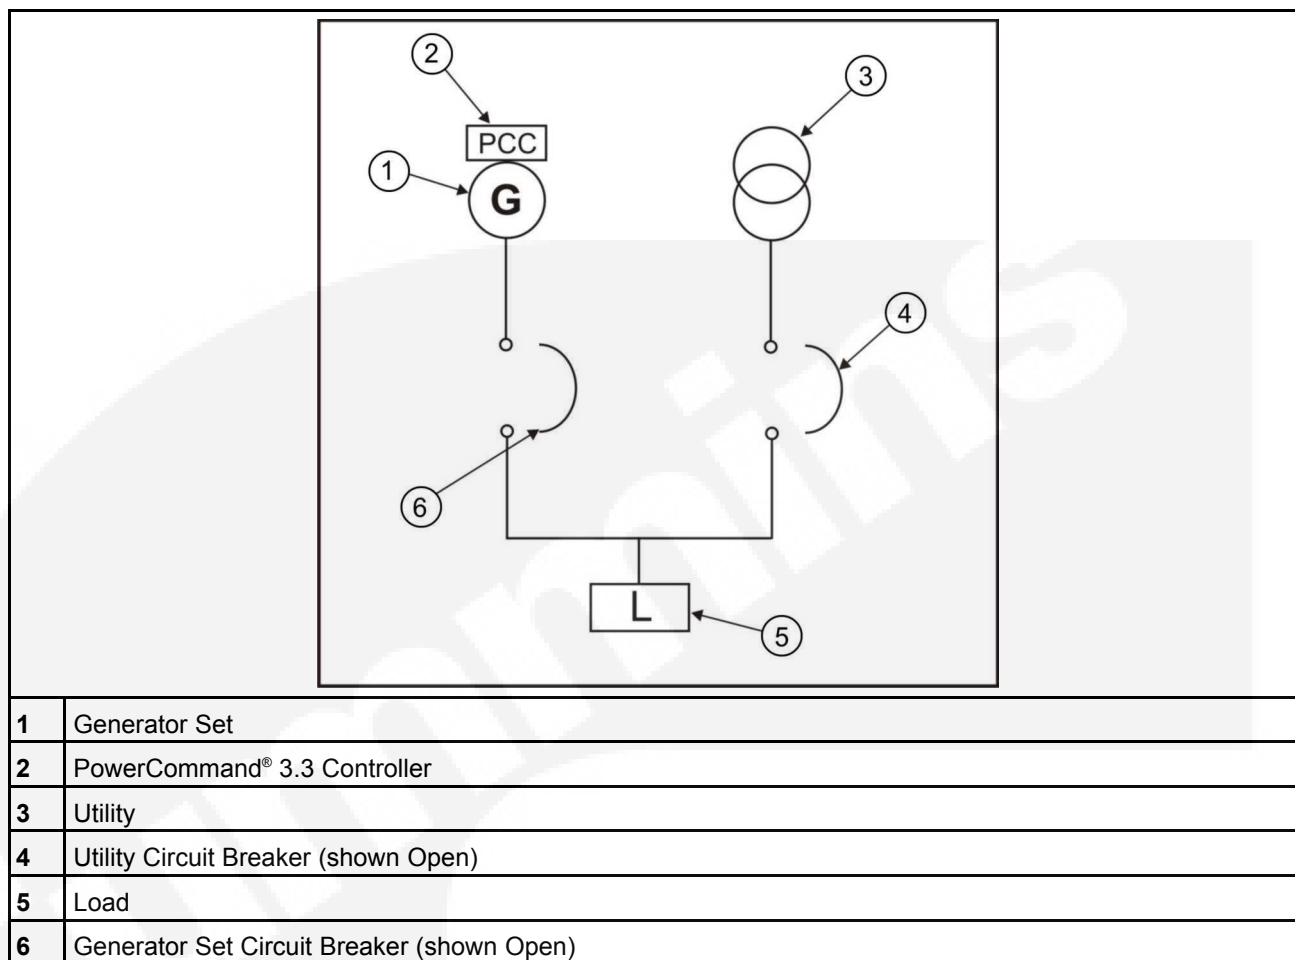 2
3
PCC
1
G
4
6
L
5
1 Generator Set
2 PowerCommand® 3.3 Controller
3 Utility
4 Utility Circuit Breaker (shown Open)
5 Load
6 Generator Set Circuit Breaker (shown Open)